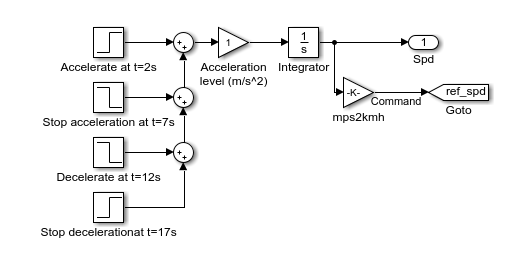 Accelerate at t=2s
1
Acceleration
level (m/s^2)
1
s
Integrator
1
Spd
-K-
mps2kmh
Command
ref_spd
Goto
Stop acceleration at t=7s
Decelerate at t=12s
Stop decelerationat t=17s